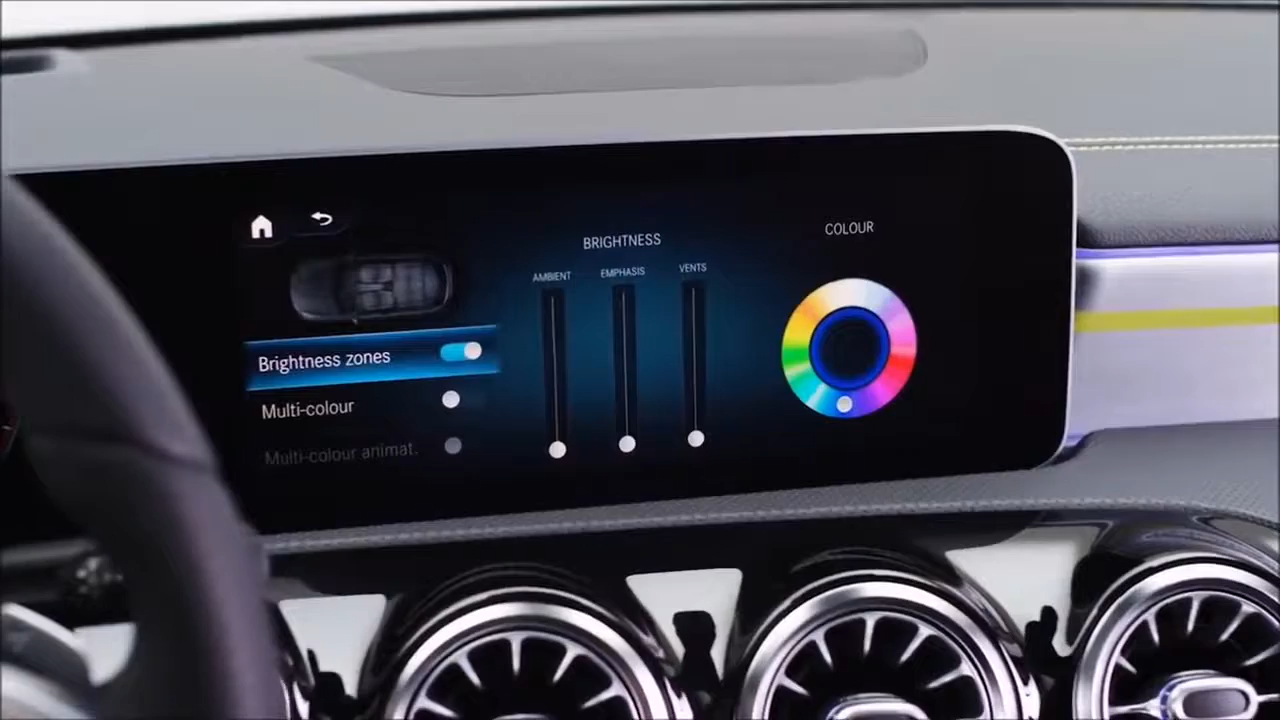 BRIGHTNESS
COLOUR
AMBIENT
EMPHASIS
VENTS
Brightness zones
Multi-colour
Multi-colour animat.